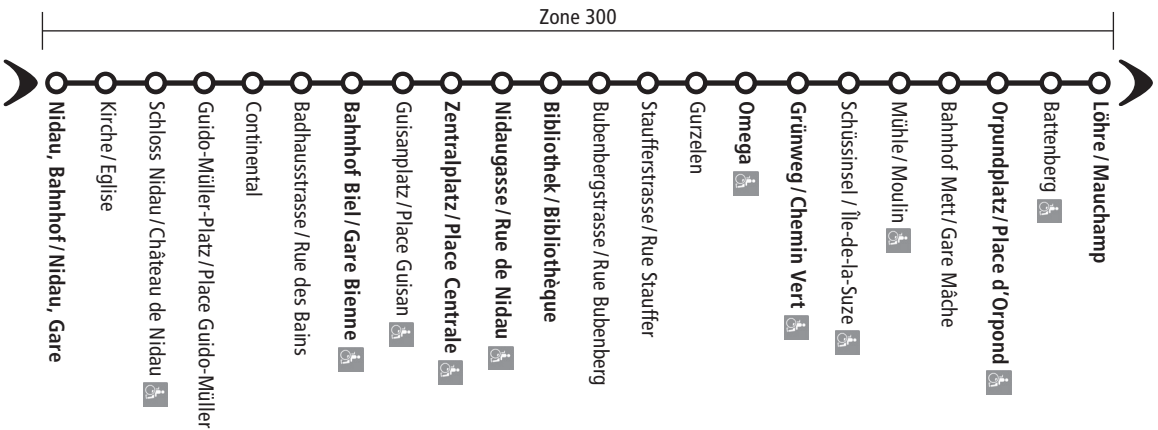 Zone 300
Nidau, Bahnhof / Nidau, Gare
Kirche / Eglise
Schloss Nidau / Château de Nidau
Guido-Müller-Platz / Place Guido-Müller
Continental
Badhausstrasse / Rue des Bains
Bahnhof Biel / Gare Bienne
Guisanplatz / Place Guisan
Zentralplatz / Place Centrale
Nidaugasse / Rue de Nidau
Bibliothek / Bibliothèque
Bubenbergstrasse / Rue Bubenberg
Staufferstrasse / Rue Stauffer
Gurzelen
Omega
Grünweg / Chemin Vert
Schüssinsel / Île-de-la-Suze
Mühle / Moulin
Bahnhof Mett / Gare Mâche
Orpundplatz / Place d'Orpond
Battenberg
Löhre / Mauchamp